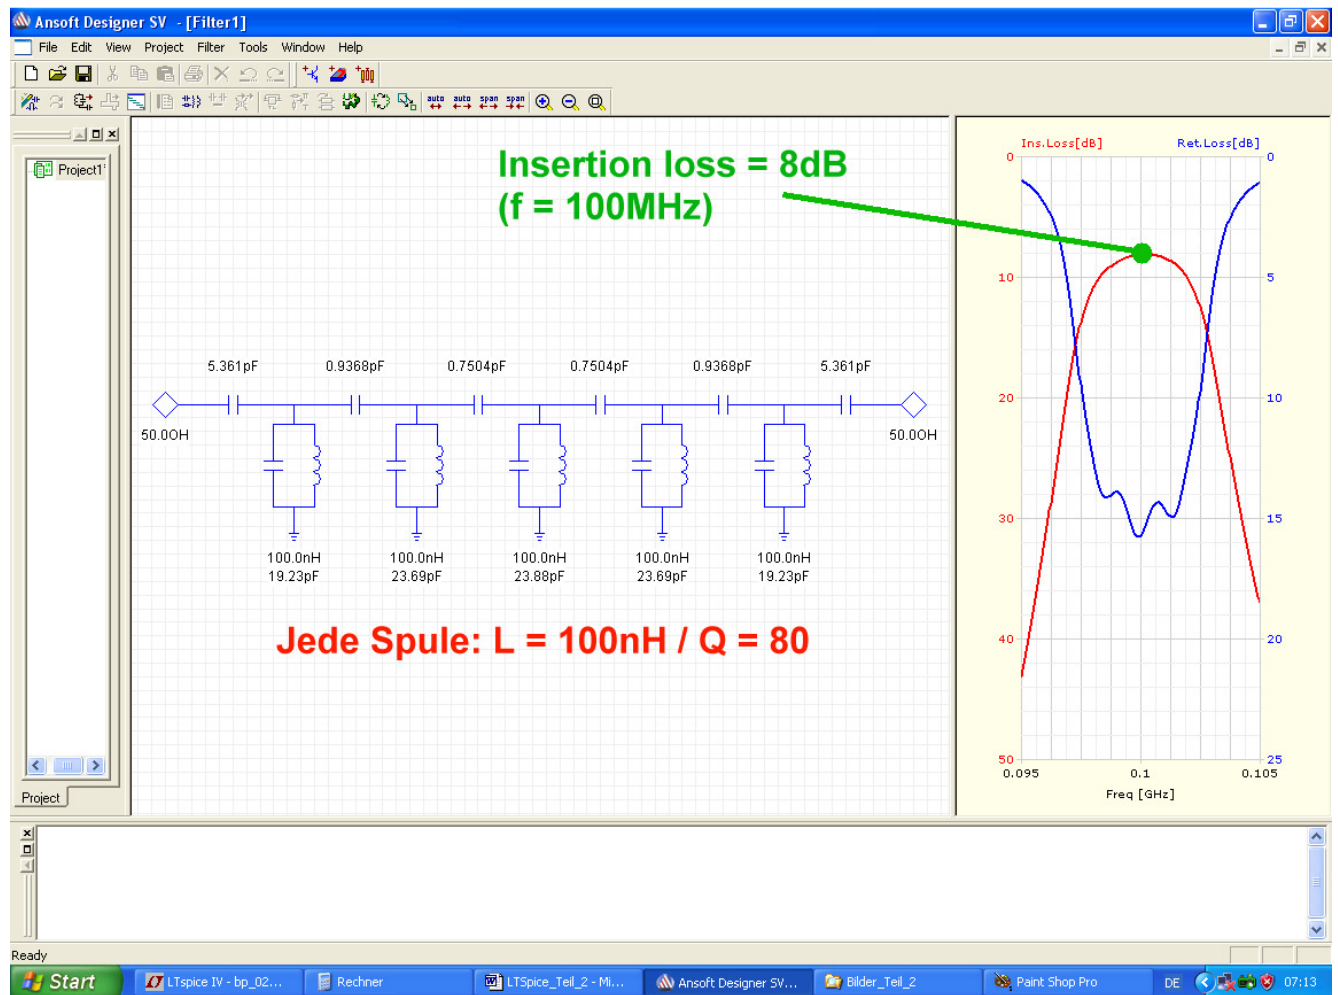 Ansoft Designer SV - [Filter1]
File Edit View Project Filter Tools Window Help
auto auto span span
Project1
Project
Insertion loss = 8dB
(f = 100MHz)
5.361pF 0.9368pF 0.7504pF 0.7504pF 0.9368pF 5.361pF
50.0OH 50.0OH
100.0nH 100.0nH 100.0nH 100.0nH 100.0nH
19.23pF 23.69pF 23.88pF 23.69pF 19.23pF
Jede Spule: L = 100nH / Q = 80
Ins.Loss[dB] Ret.Loss[dB]
0 0
10 5
20 10
30 15
40 20
50 25
0.095 0.1 0.105
Freq [GHz]
Ready
Start LTspice IV - bp_02... Rechner LTSpice_Teil_2 - Mi... Ansoft Designer SV... Bilder_Teil_2 Paint Shop Pro DE 07:13